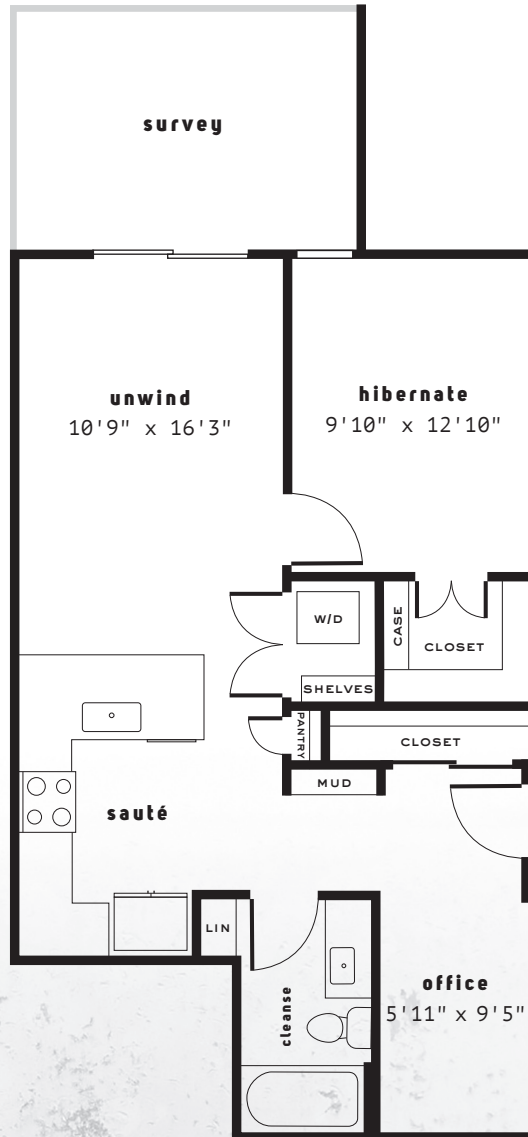 survey
unwind
10'9" x 16'3"
hibernate
9'10" x 12'10"
W/D
CASE
CLOSET
SHELVES
PANTRY
CLOSET
MUD
sauté
LIN
cleanse
office
5'11" x 9'5"